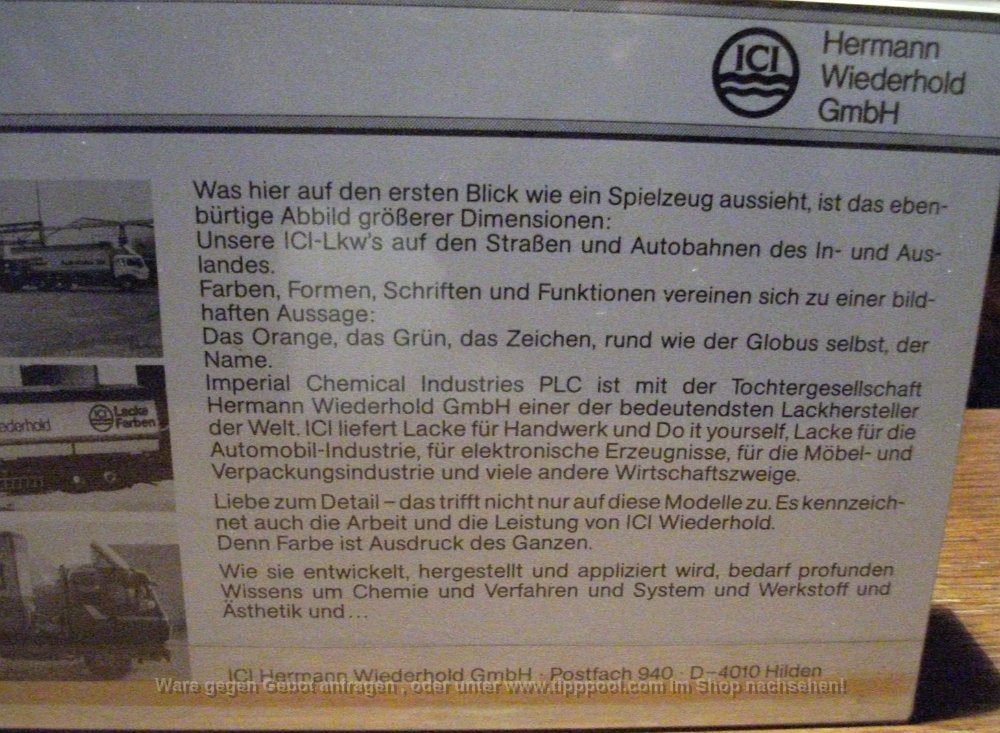 ICI
Hermann
Wiederhold
GmbH
Was hier auf den ersten Blick wie ein Spielzeug aussieht, ist das eben-
bürtige Abbild größerer Dimensionen:
Unsere ICI-Lkw's auf den Straßen und Autobahnen des In- und Aus-
landes.
Farben, Formen, Schriften und Funktionen vereinen sich zu einer bild-
haften Aussage:
Das Orange, das Grün, das Zeichen, rund wie der Globus selbst, der
Name.
Imperial Chemical Industries PLC ist mit der Tochtergesellschaft
Hermann Wiederhold GmbH einer der bedeutendsten Lackhersteller
der Welt. ICI liefert Lacke für Handwerk und Do it yourself, Lacke für die
Automobil-Industrie, für elektronische Erzeugnisse, für die Möbel- und
Verpackungsindustrie und viele andere Wirtschaftszweige.
Liebe zum Detail – das trifft nicht nur auf diese Modelle zu. Es kennzeich-
net auch die Arbeit und die Leistung von ICI Wiederhold.
Denn Farbe ist Ausdruck des Ganzen.
Wie sie entwickelt, hergestellt und appliziert wird, bedarf profunden
Wissens um Chemie und Verfahren und System und Werkstoff und
Ästhetik und...
ICI Hermann Wiederhold GmbH · Postfach 940 · D-4010 Hilden
ederhold
ICI
Lacke
Farben
Ware gegen Gebot anfragen , oder unter www.tipppool.com im Shop nachsehen!